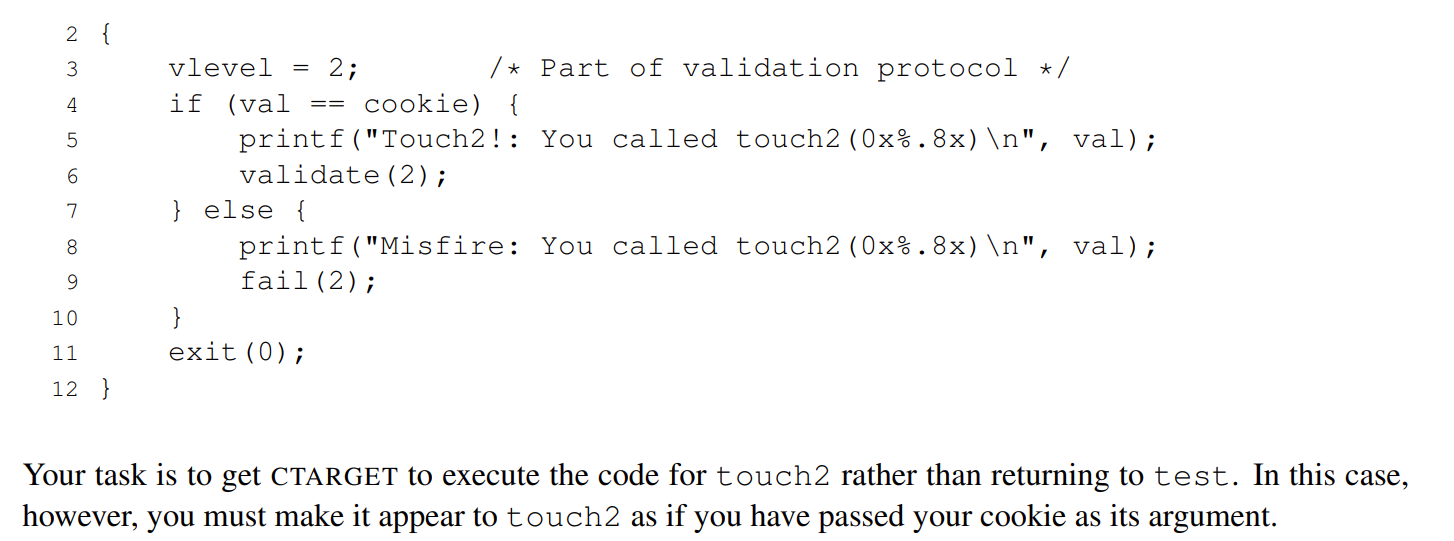 2 {
3 vlevel = 2; /* Part of validation protocol */
4 if (val == cookie) {
5 printf("Touch2!: You called touch2(0x%.8x)\n", val);
6 validate(2);
7 } else {
8 printf("Misfire: You called touch2(0x%.8x)\n", val);
9 fail(2);
10 }
11 exit(0);
12 }
Your task is to get CTARGET to execute the code for touch2 rather than returning to test. In this case,
however, you must make it appear to touch2 as if you have passed your cookie as its argument.